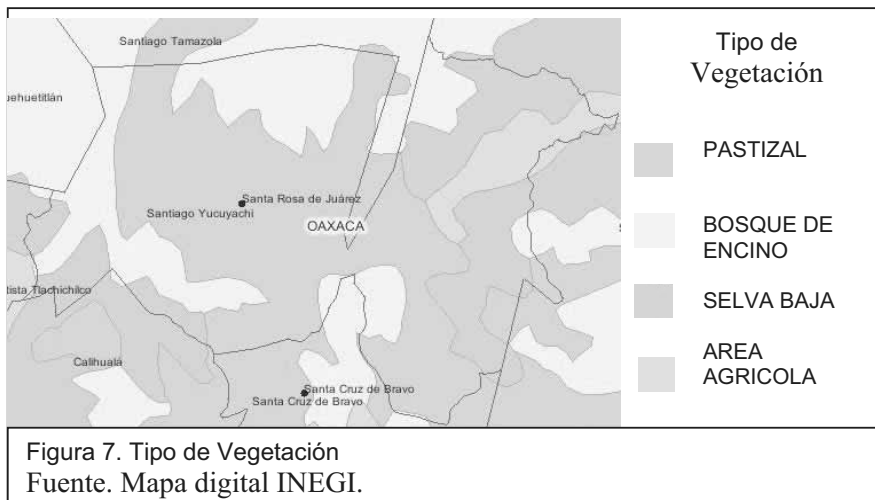 Santiago Tamazola
uehuetitlán
Santa Rosa de Juárez
Santiago Yucuyachi
OAXACA
tista Tlachichilco
Calihualá
Santa Cruz de Bravo
Santa Cruz de Bravo
Tipo de
Vegetación
PASTIZAL
BOSQUE DE
ENCINO
SELVA BAJA
AREA
AGRICOLA
Figura 7. Tipo de Vegetación
Fuente. Mapa digital INEGI.